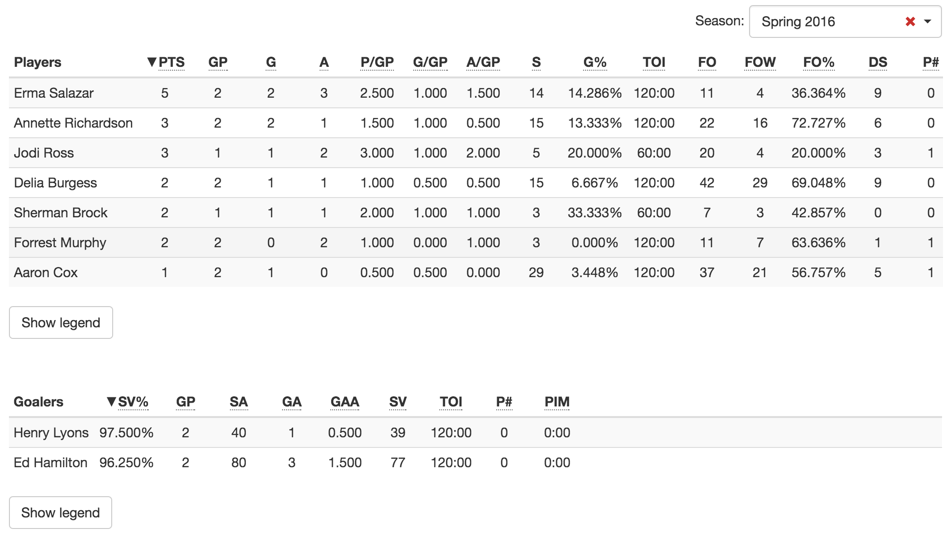 Season: Spring 2016
Players ▼PTS GP G A P/GP G/GP A/GP S G% TOI FO FOW FO% DS P#
Erma Salazar 5 2 2 3 2.500 1.000 1.500 14 14.286% 120:00 11 4 36.364% 9 0
Annette Richardson 3 2 2 1 1.500 1.000 0.500 15 13.333% 120:00 22 16 72.727% 6 0
Jodi Ross 3 1 1 2 3.000 1.000 2.000 5 20.000% 60:00 20 4 20.000% 3 1
Delia Burgess 2 2 1 1 1.000 0.500 0.500 15 6.667% 120:00 42 29 69.048% 9 0
Sherman Brock 2 1 1 1 2.000 1.000 1.000 3 33.333% 60:00 7 3 42.857% 0 0
Forrest Murphy 2 2 0 2 1.000 0.000 1.000 3 0.000% 120:00 11 7 63.636% 1 1
Aaron Cox 1 2 1 0 0.500 0.500 0.000 29 3.448% 120:00 37 21 56.757% 5 1
Show legend
Goalers ▼SV% GP SA GA GAA SV TOI P# PIM
Henry Lyons 97.500% 2 40 1 0.500 39 120:00 0 0:00
Ed Hamilton 96.250% 2 80 3 1.500 77 120:00 0 0:00
Show legend